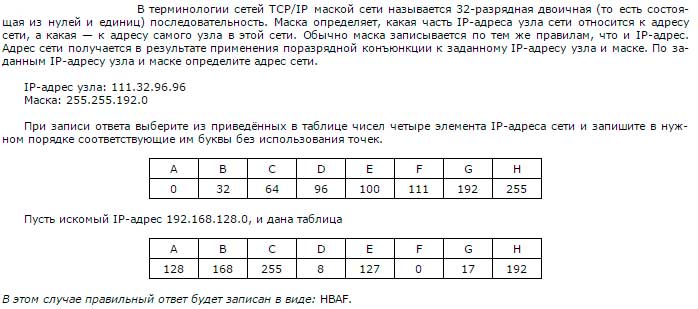 В терминологии сетей TCP/IP маской сети называется 32-разрядная двоичная (то есть состоя-
щая из нулей и единиц) последовательность. Маска определяет, какая часть IP-адреса узла сети относится к адресу
сети, а какая — к адресу самого узла в этой сети. Обычно маска записывается по тем же правилам, что и IP-адрес.
Адрес сети получается в результате применения поразрядной конъюнкции к заданному IP-адресу узла и маске. По за-
данным IP-адресу узла и маске определите адрес сети.
IP-адрес узла: 111.32.96.96
Маска: 255.255.192.0
При записи ответа выберите из приведённых в таблице чисел четыре элемента IP-адреса сети и запишите в нуж-
ном порядке соответствующие им буквы без использования точек.
A B C D E F G H
0 32 64 96 100 111 192 255
Пусть искомый IP-адрес 192.168.128.0, и дана таблица
A B C D E F G H
128 168 255 8 127 0 17 192
В этом случае правильный ответ будет записан в виде: HBAF.